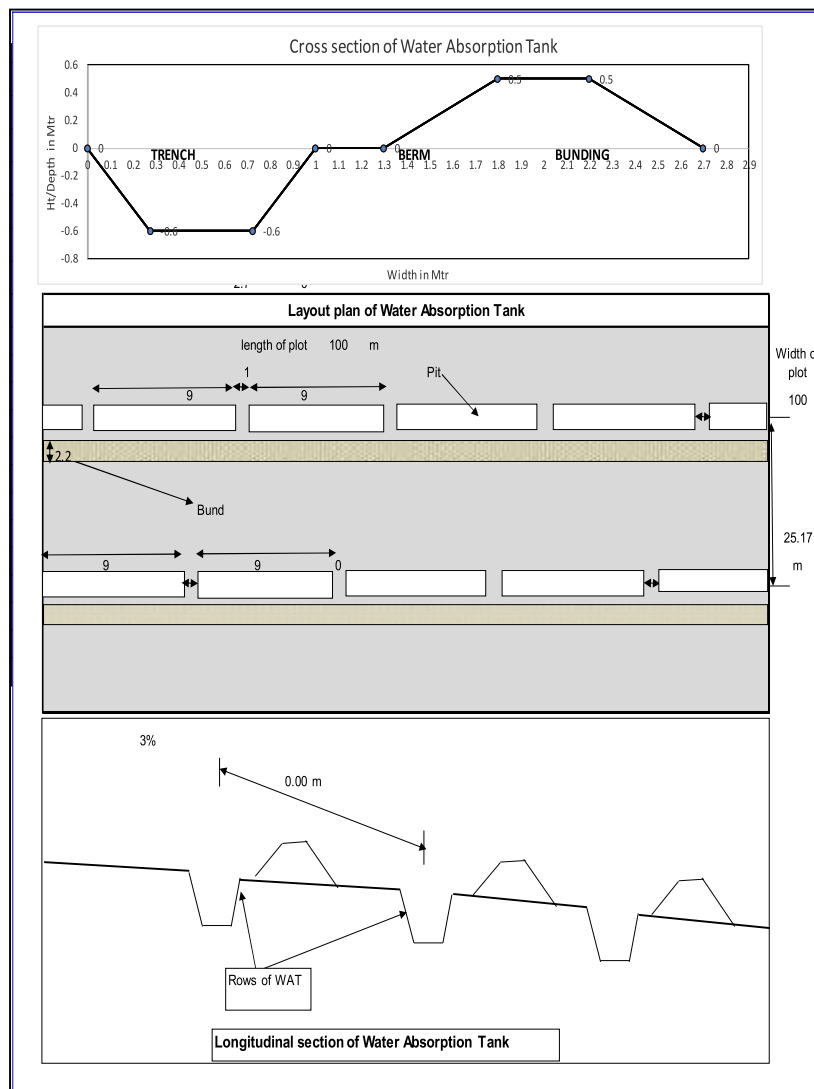 Cross section of Water Absorption Tank
0.6
0.5 0.5
0.4
0.2
0 0 0 0 0
TRENCH BERM BUNDING
0 0.1 0.2 0.3 0.4 0.5 0.6 0.7 0.8 0.9 1 1.1 1.2 1.3 1.4 1.5 1.6 1.7 1.8 1.9 2 2.1 2.2 2.3 2.4 2.5 2.6 2.7 2.8 2.9
-0.2
-0.4
-0.6 -0.6 -0.6
-0.8
Ht/Depth in Mtr
Width in Mtr
Layout plan of Water Absorption Tank
length of plot 100 m
Width
plot
100
1
9 9
Pit
2.2
Bund
25.17
m
9 9 0
3%
0.00 m
Rows of WAT
Longitudinal section of Water Absorption Tank